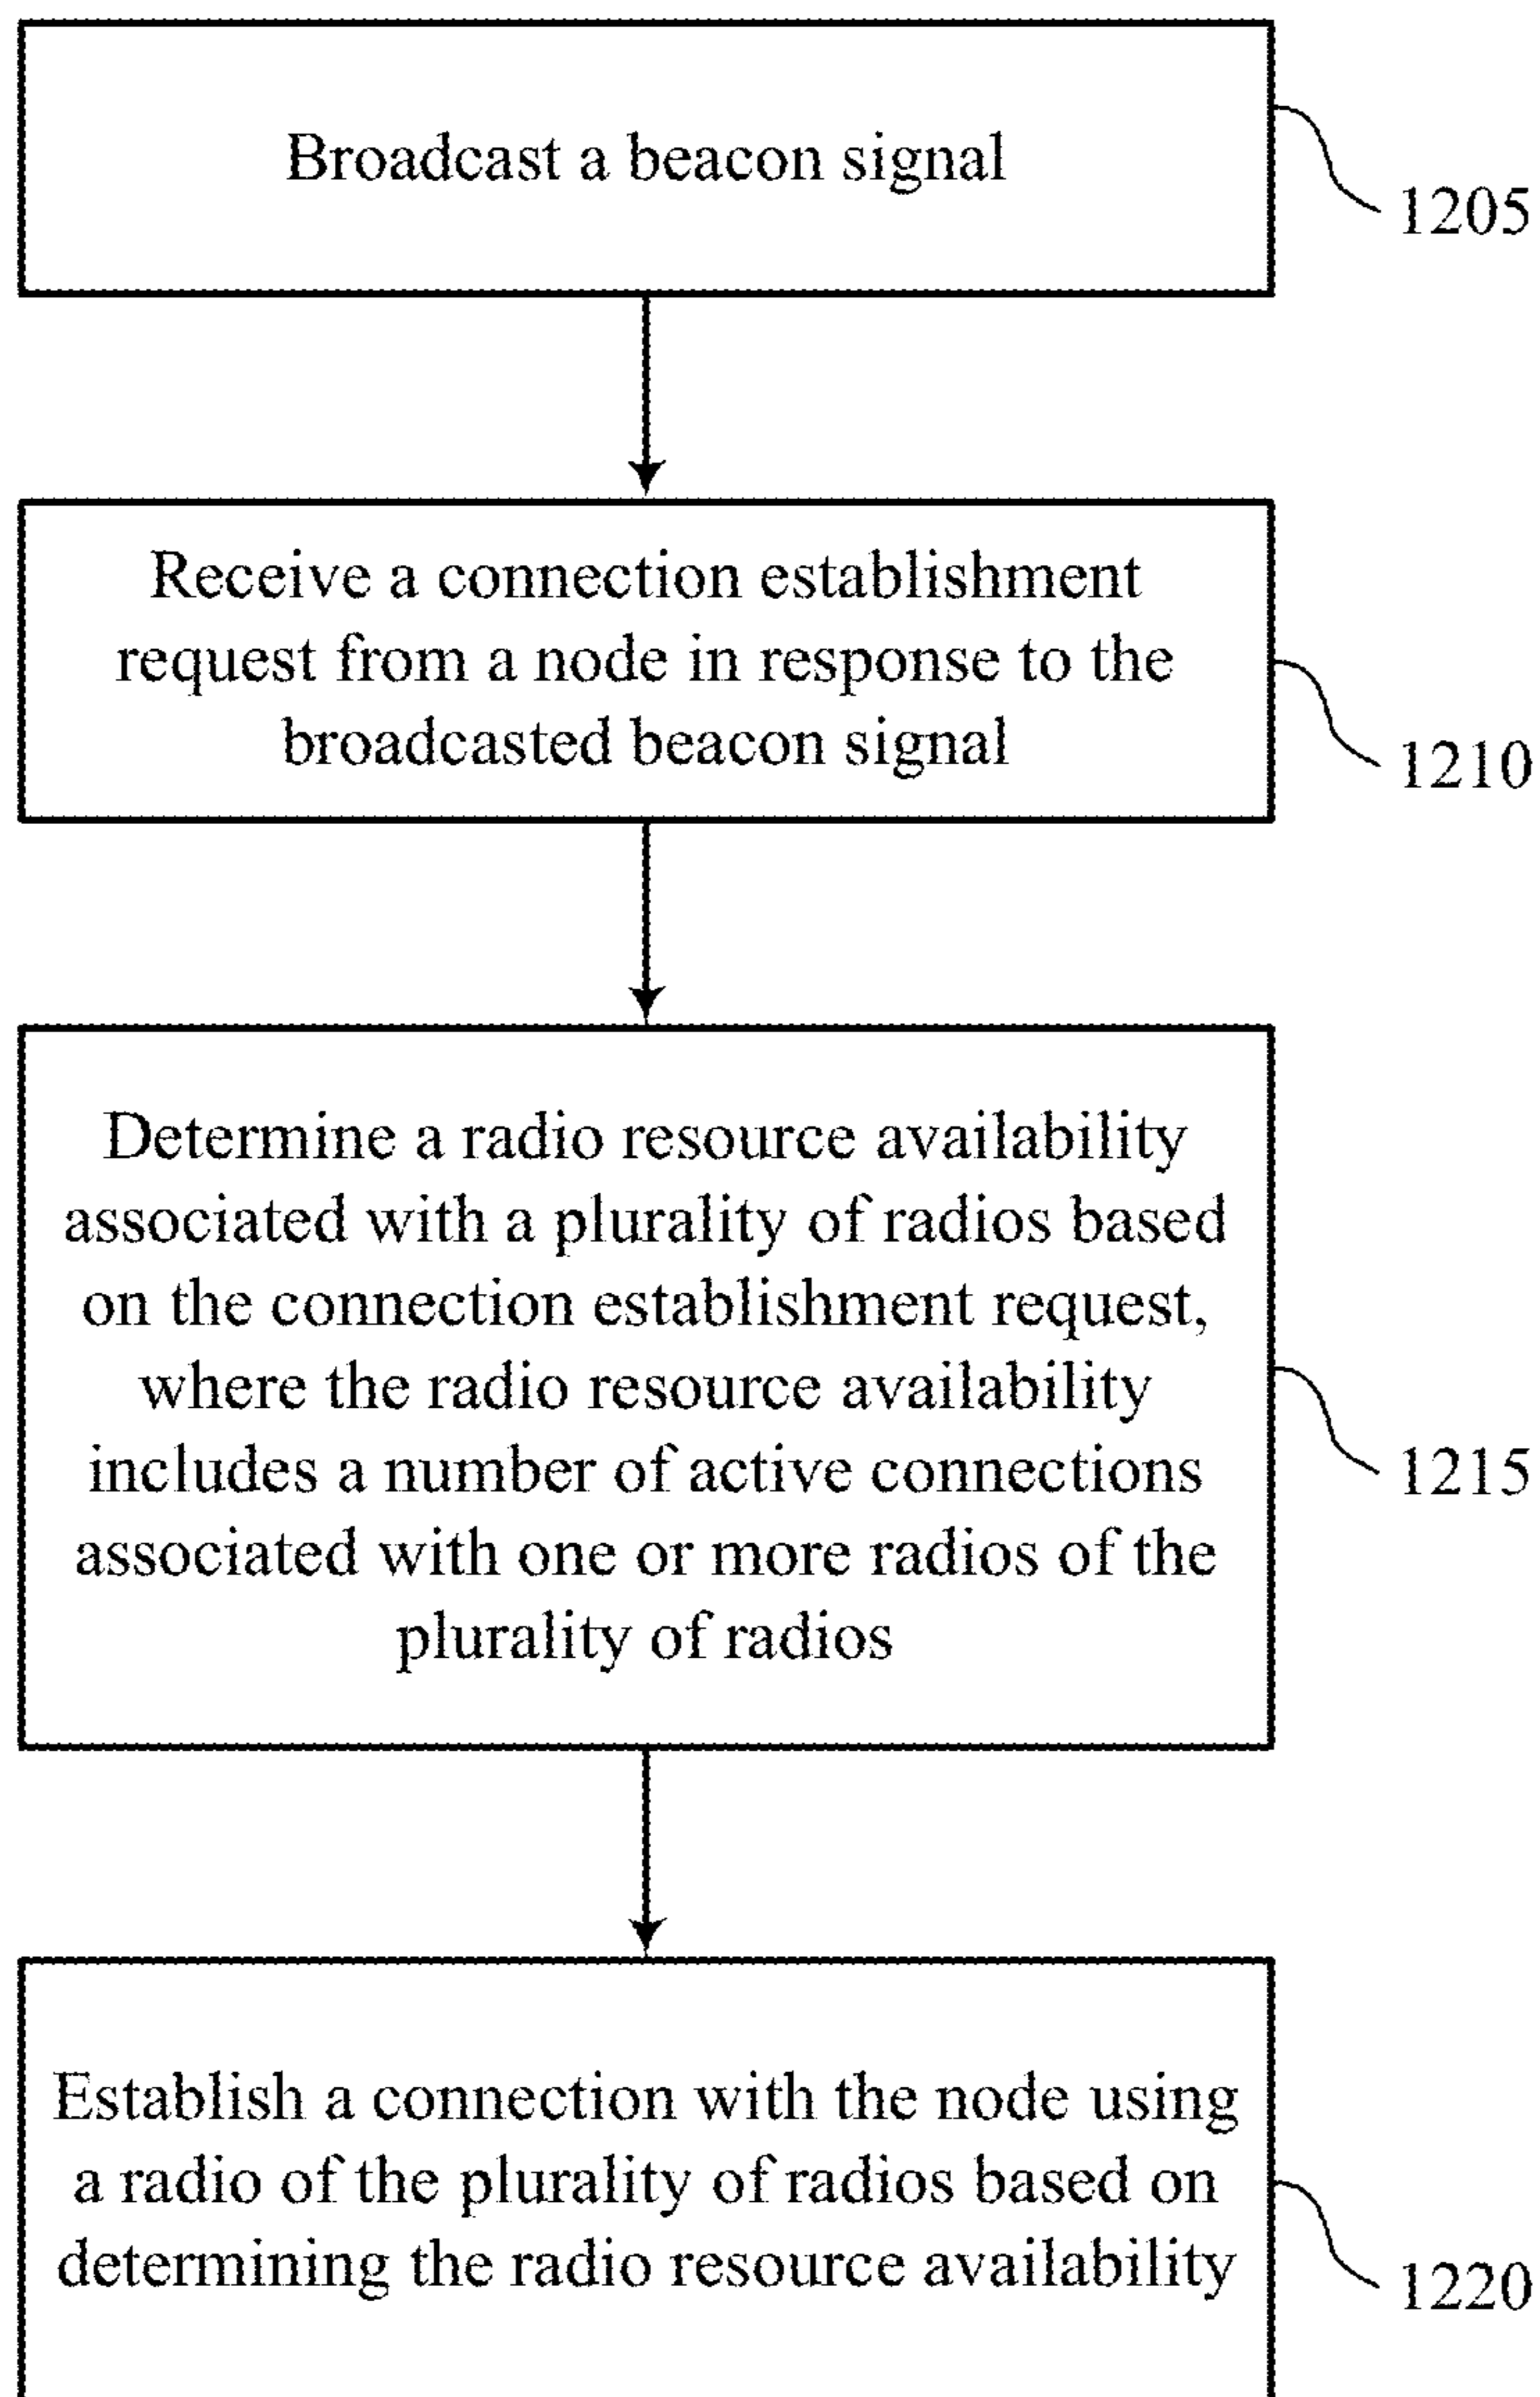 Broadcast a beacon signal
1205
Receive a connection establishment
request from a node in response to the
broadcasted beacon signal
1210
Determine a radio resource availability
associated with a plurality of radios based
on the connection establishment request,
where the radio resource availability
includes a number of active connections
associated with one or more radios of the
plurality of radios
1215
Establish a connection with the node using
a radio of the plurality of radios based on
determining the radio resource availability
1220